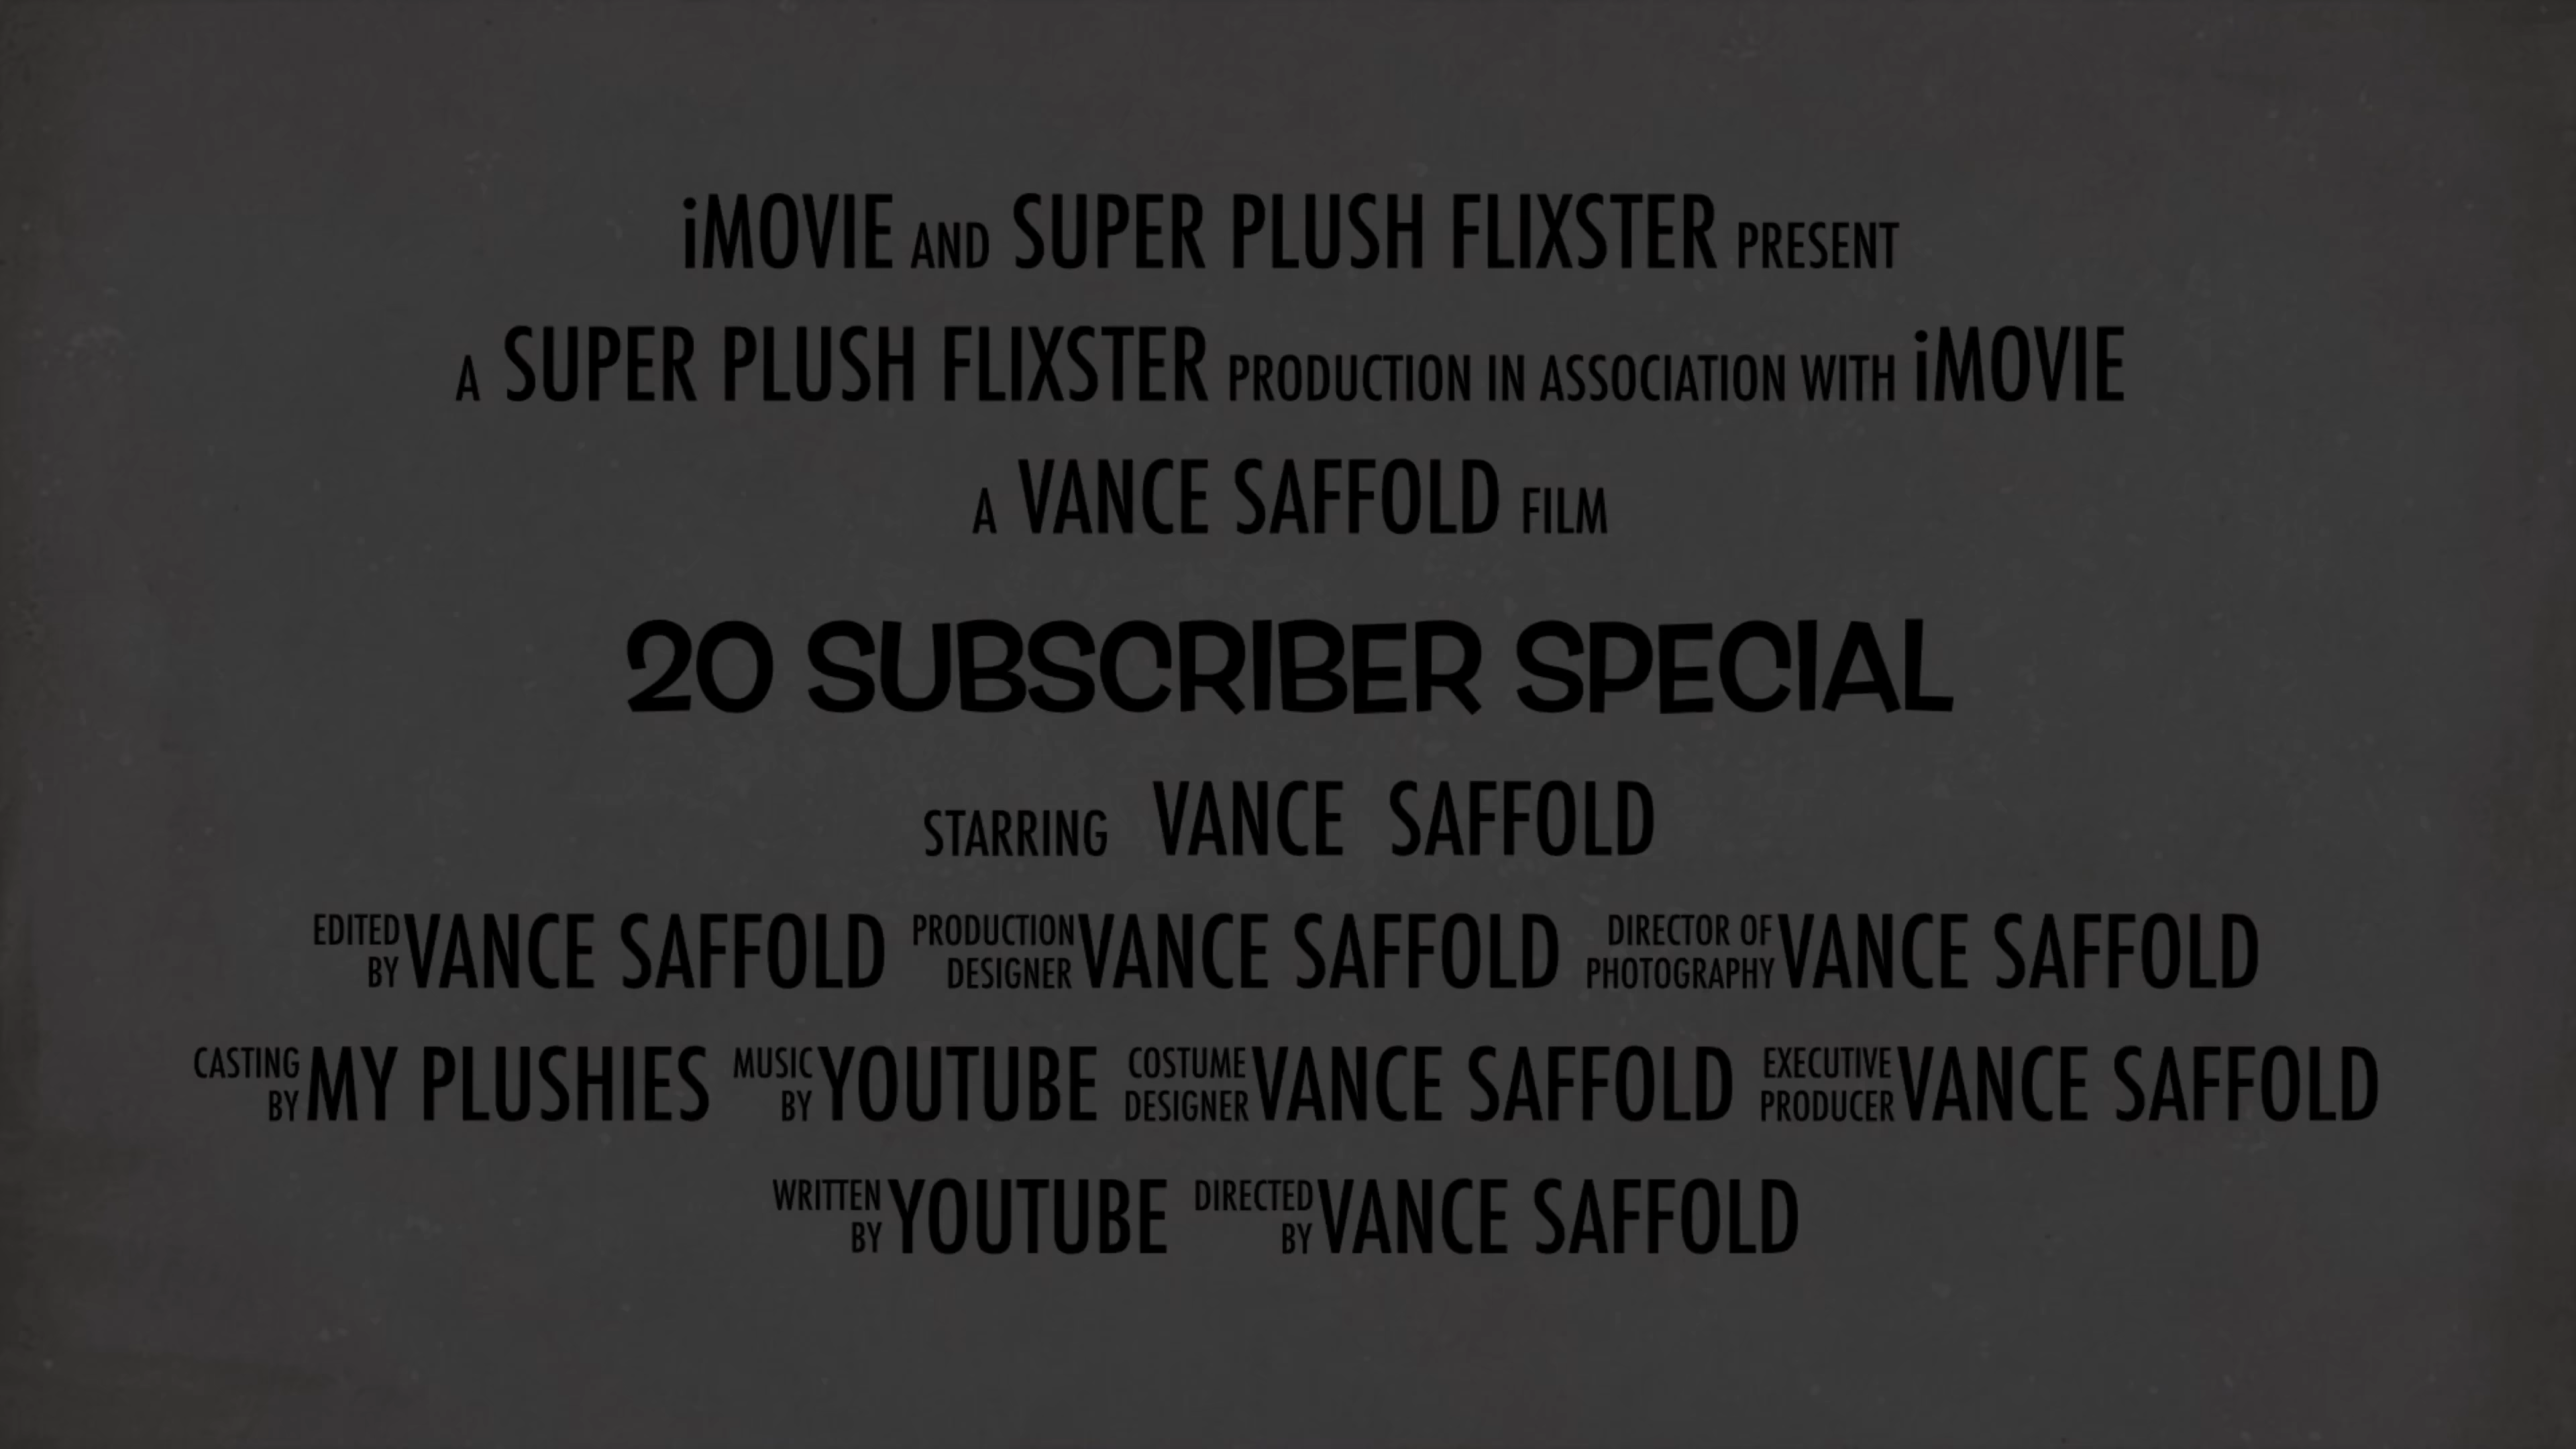 iMOVIE AND SUPER PLUSH FLIXSTER PRESENT
A SUPER PLUSH FLIXSTER PRODUCTION IN ASSOCIATION WITH iMOVIE
A VANCE SAFFOLD FILM
20 SUBSCRIBER SPECIAL
STARRING VANCE SAFFOLD
EDITED BY VANCE SAFFOLD PRODUCTION DESIGNER VANCE SAFFOLD DIRECTOR OF PHOTOGRAPHY VANCE SAFFOLD
CASTING BY MY PLUSHIES MUSIC BY YOUTUBE COSTUME DESIGNER VANCE SAFFOLD EXECUTIVE PRODUCER VANCE SAFFOLD
WRITTEN BY YOUTUBE DIRECTED BY VANCE SAFFOLD